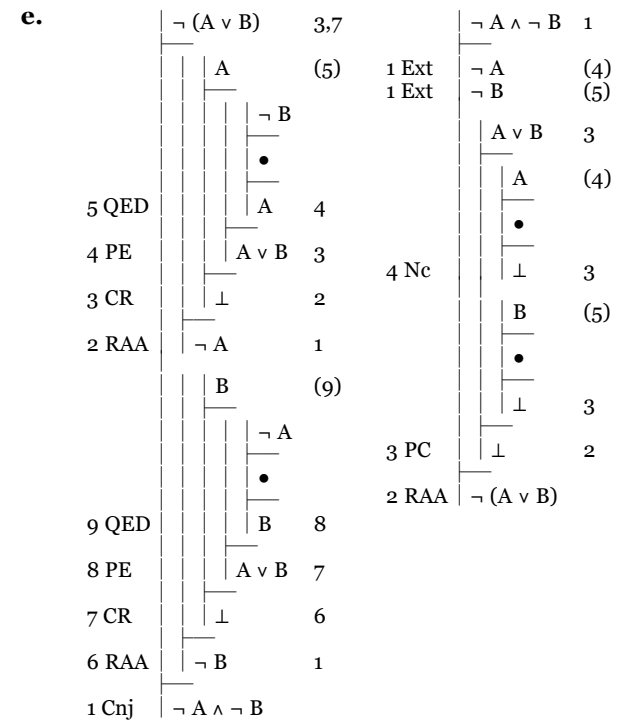 e.
¬ (A ∨ B) 3,7
A (5)
¬ B
●
5 QED A 4
4 PE A ∨ B 3
3 CR ⊥ 2
2 RAA ¬ A 1
B (9)
¬ A
●
9 QED B 8
8 PE A ∨ B 7
7 CR ⊥ 6
6 RAA ¬ B 1
1 Cnj ¬ A ∧ ¬ B
¬ A ∧ ¬ B 1
1 Ext ¬ A (4)
1 Ext ¬ B (5)
A ∨ B 3
A (4)
●
4 Nc ⊥ 3
B (5)
●
⊥ 3
3 PC ⊥ 2
2 RAA ¬ (A ∨ B)